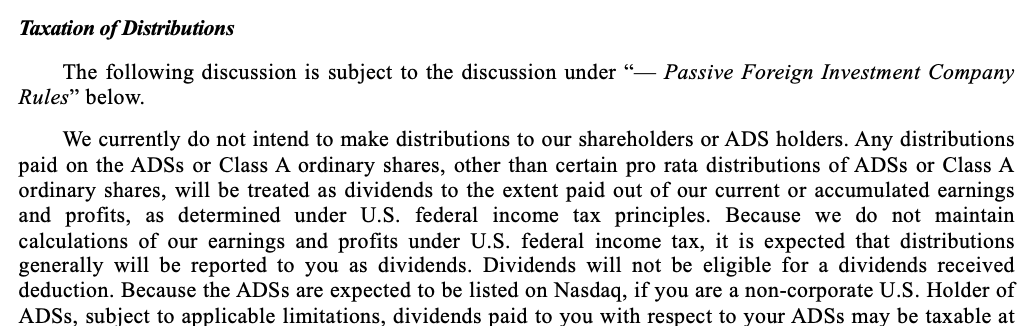 Taxation of Distributions
The following discussion is subject to the discussion under “— Passive Foreign Investment Company
Rules” below.
We currently do not intend to make distributions to our shareholders or ADS holders. Any distributions
paid on the ADSs or Class A ordinary shares, other than certain pro rata distributions of ADSs or Class A
ordinary shares, will be treated as dividends to the extent paid out of our current or accumulated earnings
and profits, as determined under U.S. federal income tax principles. Because we do not maintain
calculations of our earnings and profits under U.S. federal income tax, it is expected that distributions
generally will be reported to you as dividends. Dividends will not be eligible for a dividends received
deduction. Because the ADSs are expected to be listed on Nasdaq, if you are a non-corporate U.S. Holder of
ADSs, subject to applicable limitations, dividends paid to you with respect to your ADSs may be taxable at